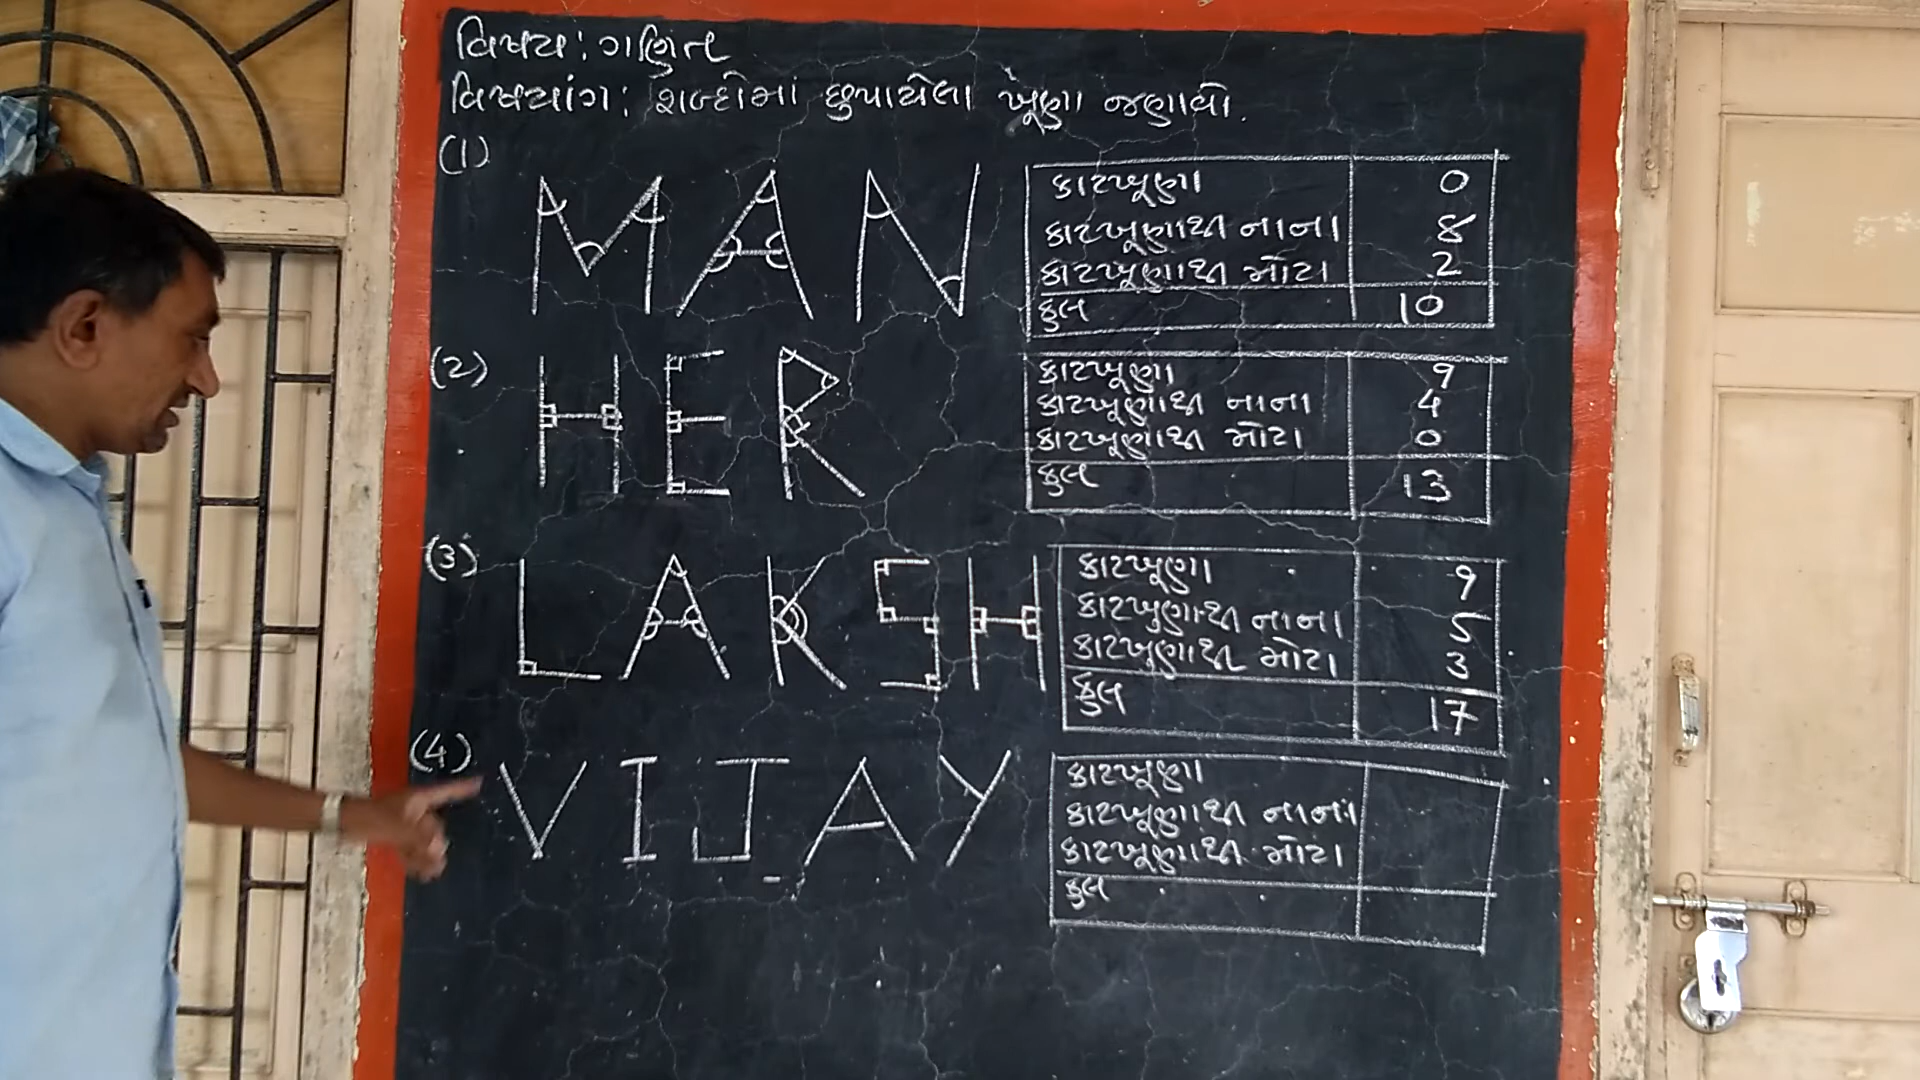 વિષય : ગણિત
વિષયાંગ : શબ્દોમાં છુપાયેલા ખૂણા જણાવો.
(1)
MAN
કાટખૂણા 0
કાટખૂણાથી નાના 8
કાટખૂણાથી મોટા 2
કુલ 10
(2)
HER
કાટખૂણા 9
કાટખૂણાથી નાના 4
કાટખૂણાથી મોટા 0
કુલ 13
(3)
LAKSH
કાટખૂણા 9
કાટખુણાથી નાના 5
કાટખૂણાથી મોટા 3
કુલ 17
(4)
VIJAY
કાટખૂણા
કાટખૂણાથી નાના
કાટખૂણાથી મોટા
કુલ